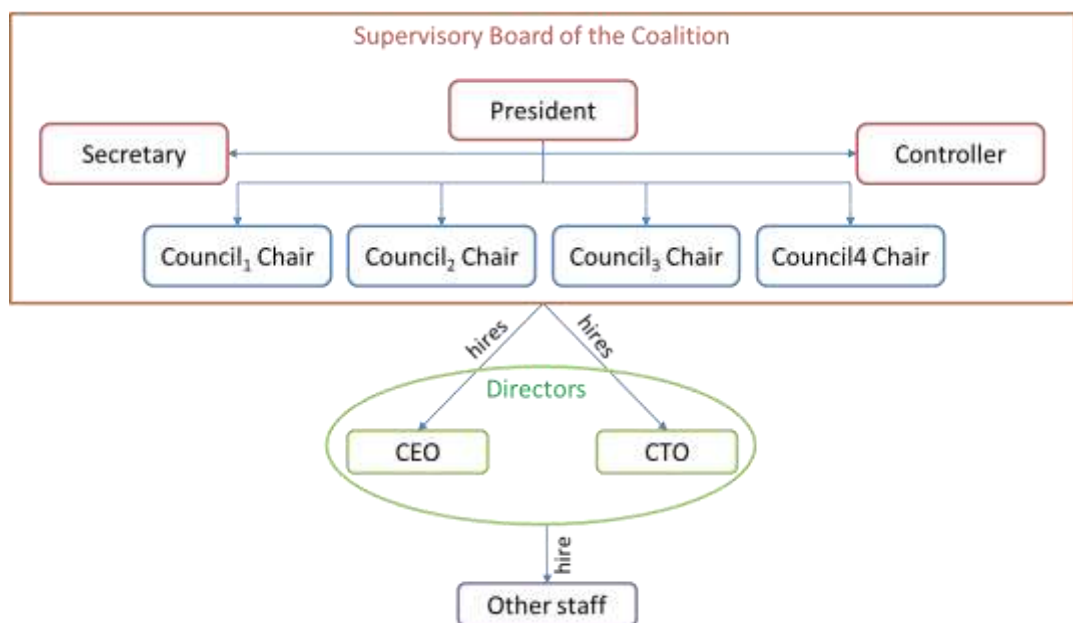 Supervisory Board of the Coalition
President
Secretary
Controller
Council₁ Chair
Council₂ Chair
Council₃ Chair
Council4 Chair
hires
hires
Directors
CEO
CTO
hire
Other staff